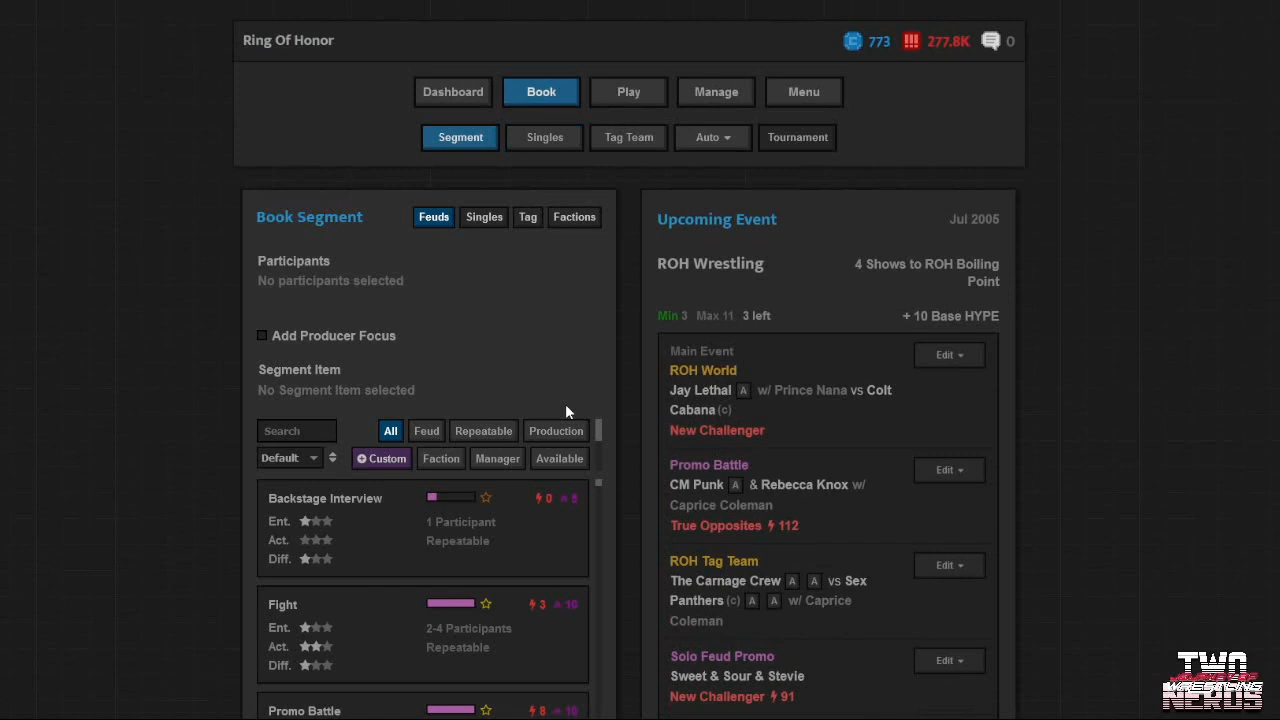 Ring Of Honor
773
277.8K
0
Dashboard
Book
Play
Manage
Menu
Segment
Singles
Tag Team
Auto
Tournament
Book Segment
Feuds
Singles
Tag
Factions
Participants
No participants selected
Add Producer Focus
Segment Item
No Segment Item selected
Search
All
Feud
Repeatable
Production
Default
Custom
Faction
Manager
Available
Backstage Interview
0
Ent.
1 Participant
Act.
Repeatable
Diff.
Fight
3
10
Ent.
2-4 Participants
Act.
Repeatable
Diff.
Promo Battle
8
10
Upcoming Event
Jul 2005
ROH Wrestling
4 Shows to ROH Boiling
Point
Min 3
Max 11
3 left
+ 10 Base HYPE
Main Event
Edit
ROH World
Jay Lethal A w/ Prince Nana vs Colt
Cabana (c)
New Challenger
Promo Battle
Edit
CM Punk A & Rebecca Knox w/
Caprice Coleman
True Opposites 112
ROH Tag Team
Edit
The Carnage Crew A A vs Sex
Panthers (c) A A w/ Caprice
Coleman
Solo Feud Promo
Edit
Sweet & Sour & Stevie
New Challenger 91
TWO
WRESTLING
NERDS